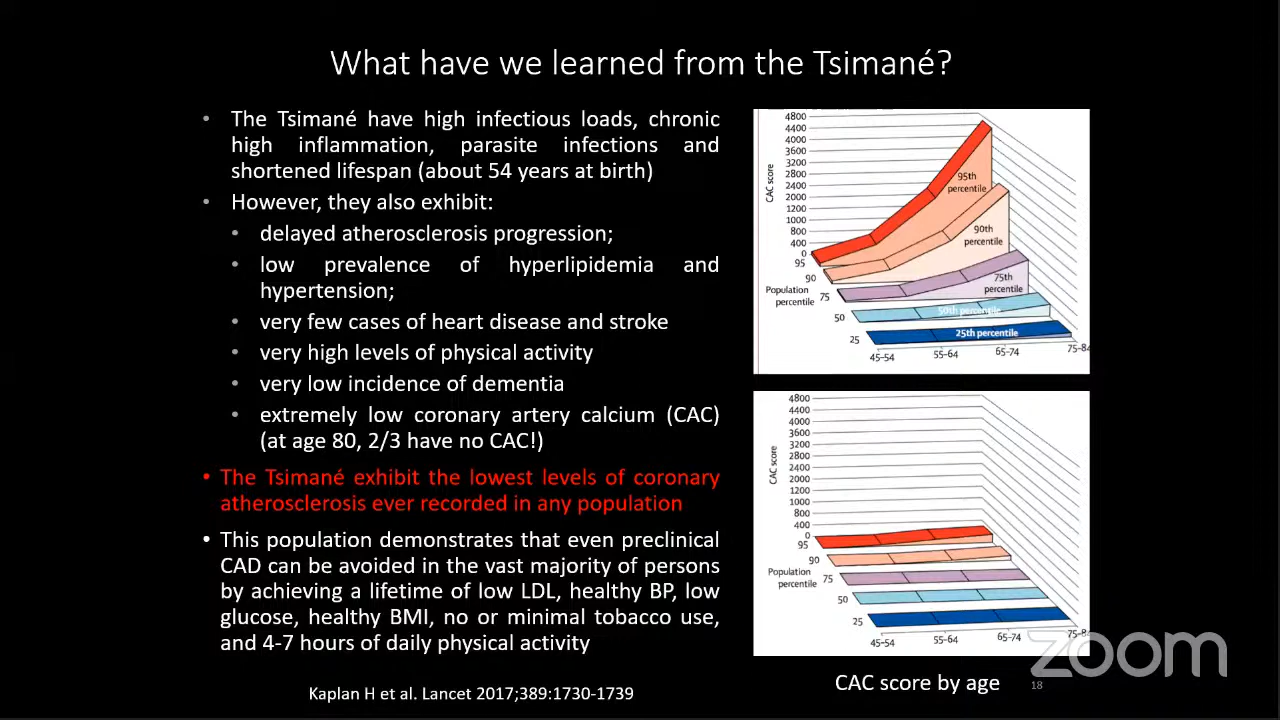 What have we learned from the Tsimané?
• The Tsimané have high infectious loads, chronic
high inflammation, parasite infections and
shortened lifespan (about 54 years at birth)
• However, they also exhibit:
• delayed atherosclerosis progression;
• low prevalence of hyperlipidemia and
hypertension;
• very few cases of heart disease and stroke
• very high levels of physical activity
• very low incidence of dementia
• extremely low coronary artery calcium (CAC)
(at age 80, 2/3 have no CAC!)
• The Tsimané exhibit the lowest levels of coronary
atherosclerosis ever recorded in any population
• This population demonstrates that even preclinical
CAD can be avoided in the vast majority of persons
by achieving a lifetime of low LDL, healthy BP, low
glucose, healthy BMI, no or minimal tobacco use,
and 4-7 hours of daily physical activity
Kaplan H et al. Lancet 2017;389:1730-1739
4800
4400
4000
3600
3200
2800
2400
2000
1600
1200
1000
800
400
0
CAC score
95
90
75
50
25
Population
percentile
95th
percentile
90th
percentile
75th
percentile
50th percentile
25th percentile
45-54
55-64
65-74
75-84
4800
4400
4000
3600
3200
2800
2400
2000
1600
1200
1000
800
400
0
CAC score
95
90
75
50
25
Population
percentile
45-54
55-64
65-74
75-84
CAC score by age
18
zoom